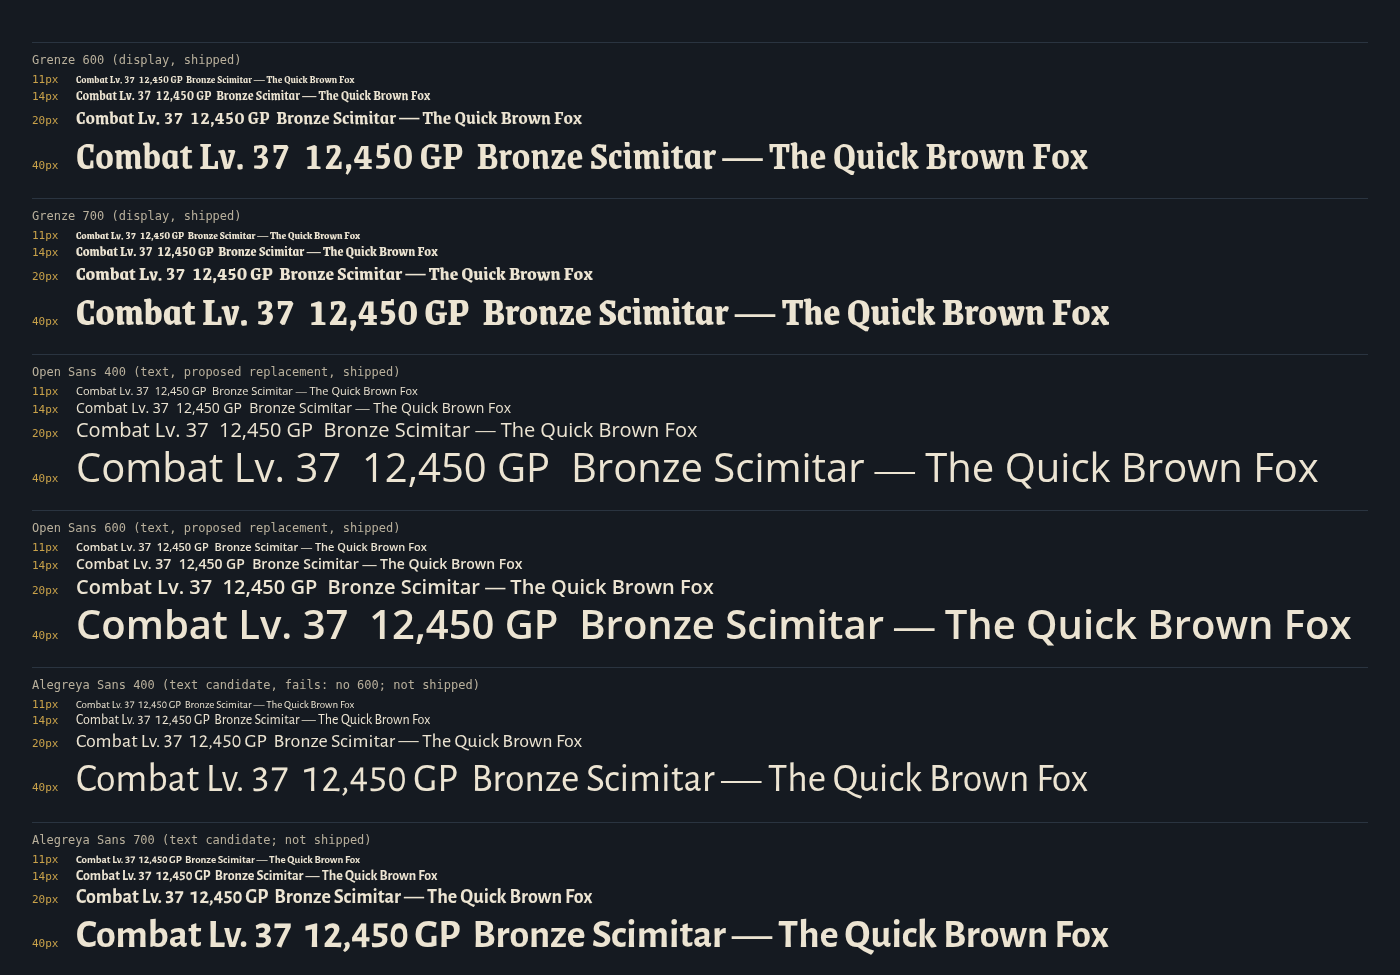 Grenze 600 (display, shipped)
11px Combat Lv. 37 12,450 GP Bronze Scimitar — The Quick Brown Fox
14px Combat Lv. 37 12,450 GP Bronze Scimitar — The Quick Brown Fox
20px Combat Lv. 37 12,450 GP Bronze Scimitar — The Quick Brown Fox
40px Combat Lv. 37 12,450 GP Bronze Scimitar — The Quick Brown Fox
Grenze 700 (display, shipped)
11px Combat Lv. 37 12,450 GP Bronze Scimitar — The Quick Brown Fox
14px Combat Lv. 37 12,450 GP Bronze Scimitar — The Quick Brown Fox
20px Combat Lv. 37 12,450 GP Bronze Scimitar — The Quick Brown Fox
40px Combat Lv. 37 12,450 GP Bronze Scimitar — The Quick Brown Fox
Open Sans 400 (text, proposed replacement, shipped)
11px Combat Lv. 37 12,450 GP Bronze Scimitar — The Quick Brown Fox
14px Combat Lv. 37 12,450 GP Bronze Scimitar — The Quick Brown Fox
20px Combat Lv. 37 12,450 GP Bronze Scimitar — The Quick Brown Fox
40px Combat Lv. 37 12,450 GP Bronze Scimitar — The Quick Brown Fox
Open Sans 600 (text, proposed replacement, shipped)
11px Combat Lv. 37 12,450 GP Bronze Scimitar — The Quick Brown Fox
14px Combat Lv. 37 12,450 GP Bronze Scimitar — The Quick Brown Fox
20px Combat Lv. 37 12,450 GP Bronze Scimitar — The Quick Brown Fox
40px Combat Lv. 37 12,450 GP Bronze Scimitar — The Quick Brown Fox
Alegreya Sans 400 (text candidate, fails: no 600; not shipped)
11px Combat Lv. 37 12,450 GP Bronze Scimitar — The Quick Brown Fox
14px Combat Lv. 37 12,450 GP Bronze Scimitar — The Quick Brown Fox
20px Combat Lv. 37 12,450 GP Bronze Scimitar — The Quick Brown Fox
40px Combat Lv. 37 12,450 GP Bronze Scimitar — The Quick Brown Fox
Alegreya Sans 700 (text candidate; not shipped)
11px Combat Lv. 37 12,450 GP Bronze Scimitar — The Quick Brown Fox
14px Combat Lv. 37 12,450 GP Bronze Scimitar — The Quick Brown Fox
20px Combat Lv. 37 12,450 GP Bronze Scimitar — The Quick Brown Fox
40px Combat Lv. 37 12,450 GP Bronze Scimitar — The Quick Brown Fox